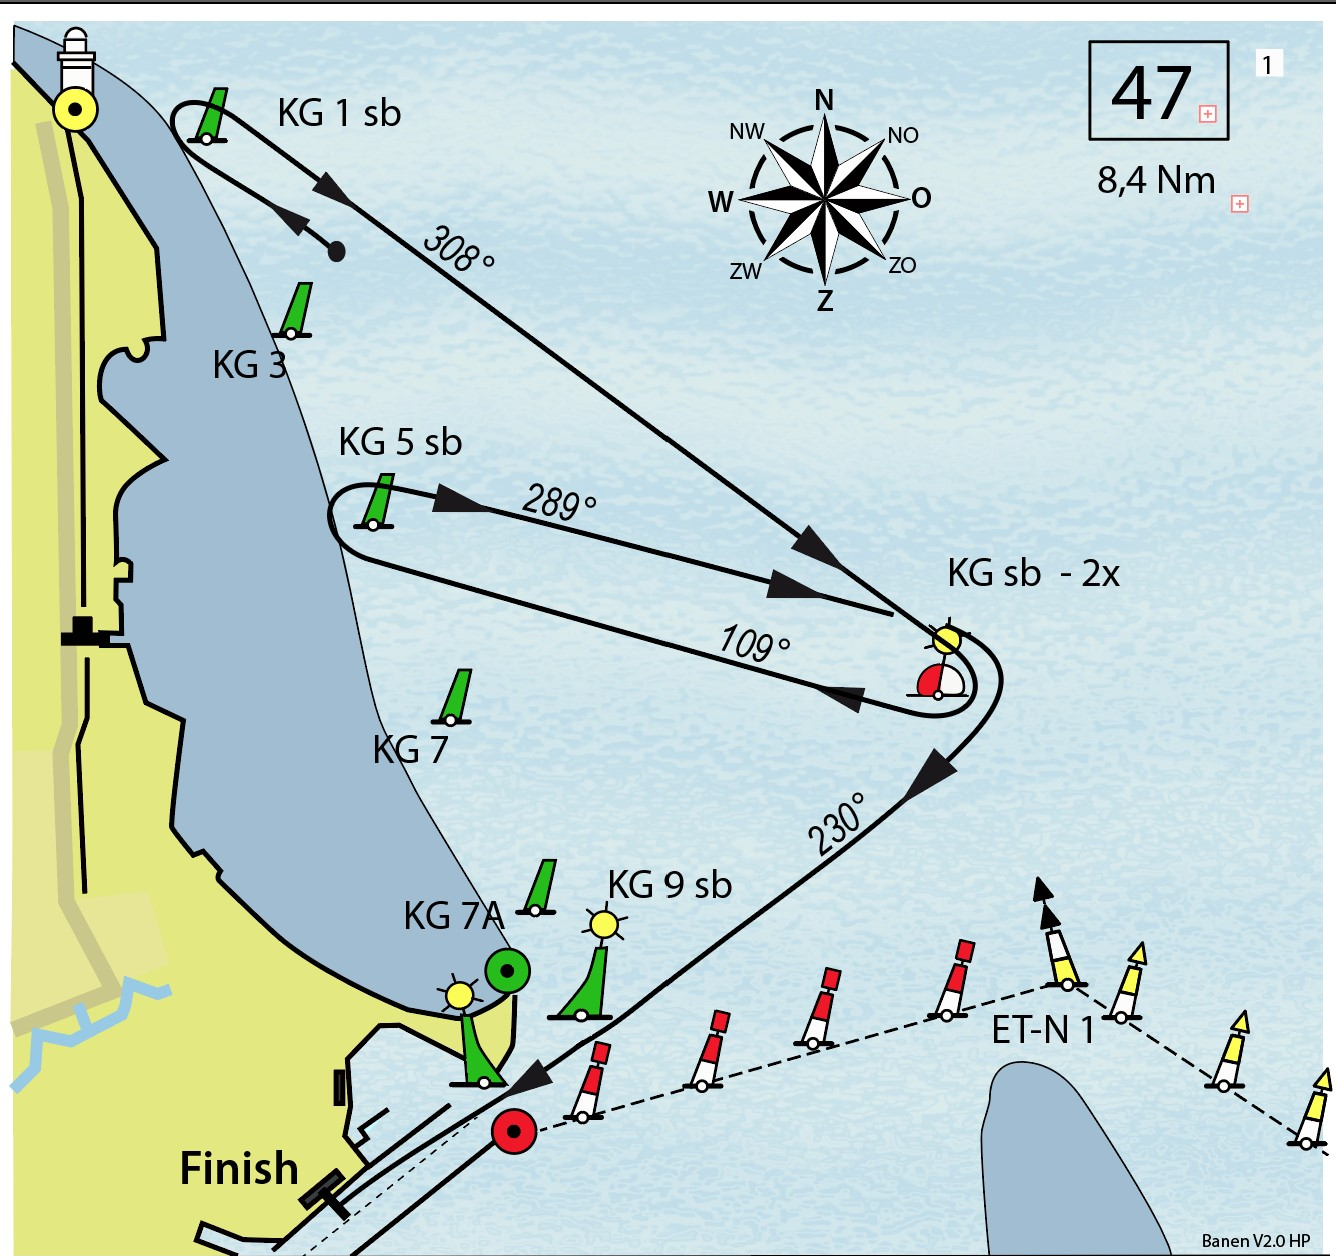 47
1
8,4 Nm
KG 1 sb
N
NW
NO
W
O
ZW
ZO
Z
308°
KG 3
KG 5 sb
289°
KG sb - 2x
109°
KG 7
230°
KG 9 sb
KG 7A
ET-N 1
Finish
Banen V2.0 HP